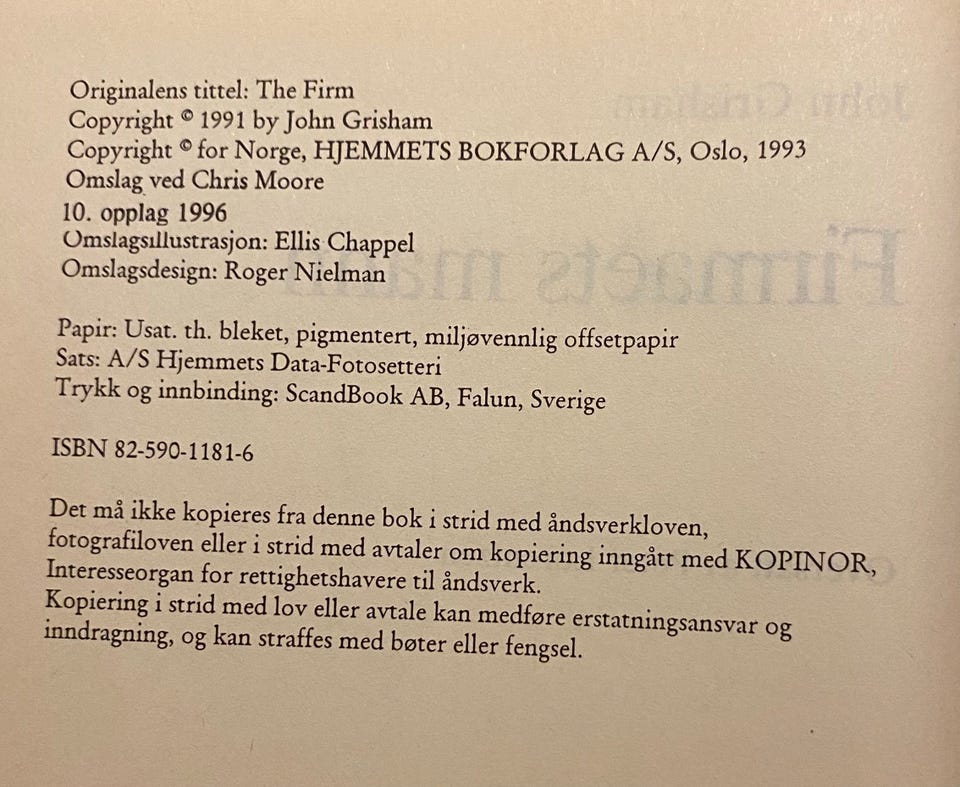 Originalens tittel: The Firm
Copyright © 1991 by John Grisham
Copyright © for Norge, HJEMMETS BOKFORLAG A/S, Oslo, 1993
Omslag ved Chris Moore
10. opplag 1996
Omslagsillustrasjon: Ellis Chappel
Omslagsdesign: Roger Nielman
Papir: Usat. th. bleket, pigmentert, miljøvennlig offsetpapir
Sats: A/S Hjemmets Data-Fotosetteri
Trykk og innbinding: ScandBook AB, Falun, Sverige
ISBN 82-590-1181-6
Det må ikke kopieres fra denne bok i strid med åndsverkloven,
fotografiloven eller i strid med avtaler om kopiering inngått med KOPINOR,
Interesseorgan for rettighetshavere til åndsverk.
Kopiering i strid med lov eller avtale kan medføre erstatningsansvar og
inndragning, og kan straffes med bøter eller fengsel.
John Grisham
Firmaets mann